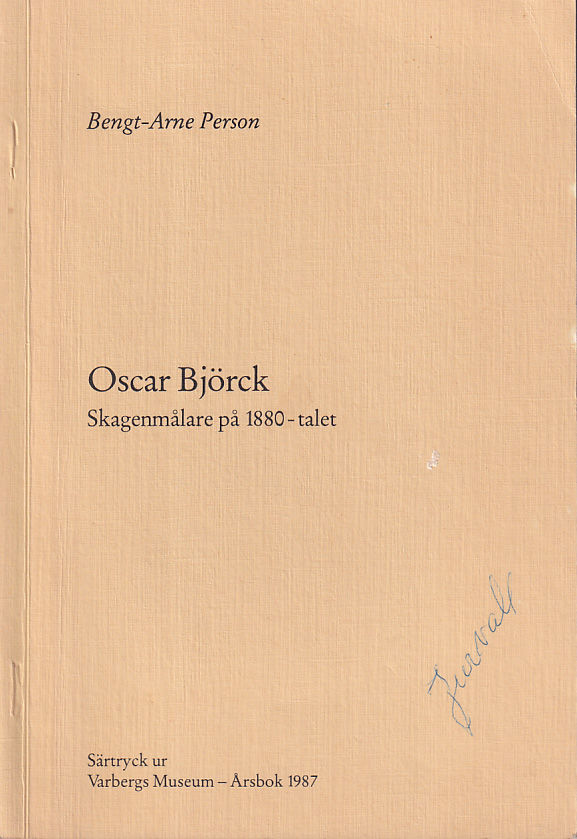 Bengt-Arne Person
Oscar Björck
Skagenmålare på 1880-talet
Särtryck ur
Varbergs Museum – Årsbok 1987